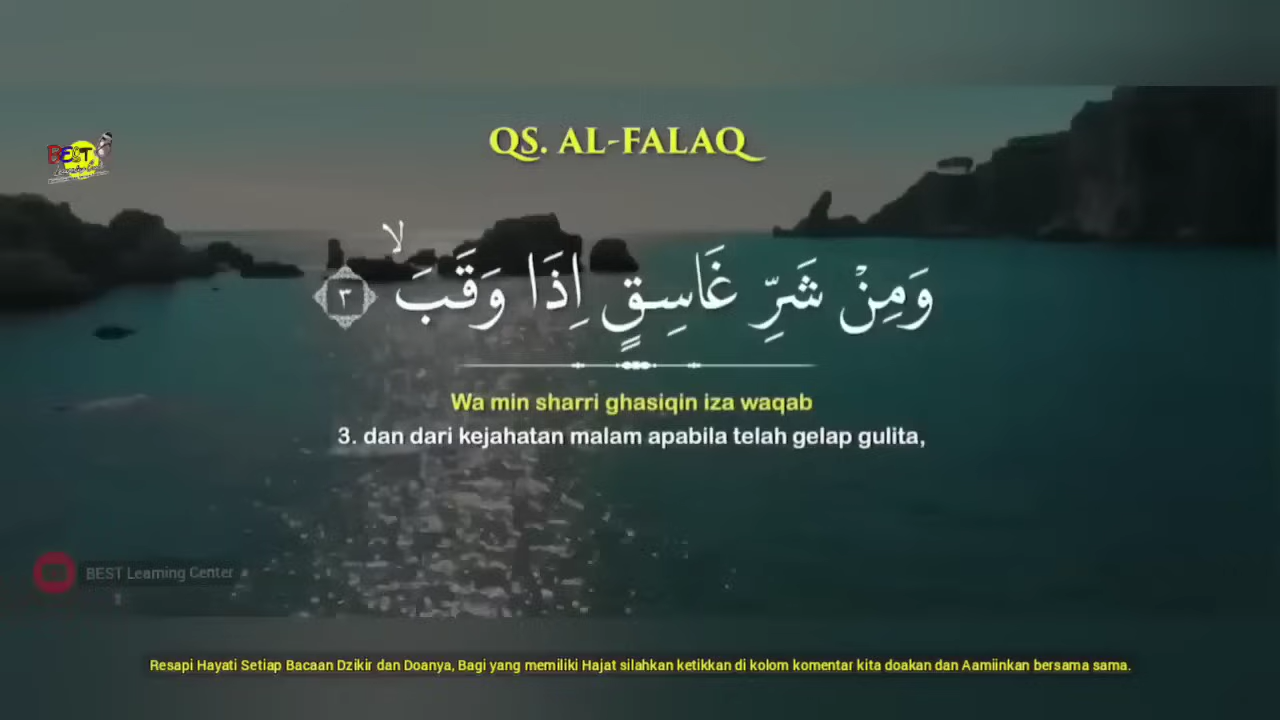 BEST
QS. AL-FALAQ
وَمِنْ شَرِّ غَاسِقٍ اِذَا وَقَبَۙ ٣
Wa min sharri ghasiqin iza waqab
3. dan dari kejahatan malam apabila telah gelap gulita,
BEST Learning Center
Resapi Hayati Setiap Bacaan Dzikir dan Doanya, Bagi yang memiliki Hajat silahkan ketikkan di kolom komentar kita doakan dan Aamiinkan bersama sama.